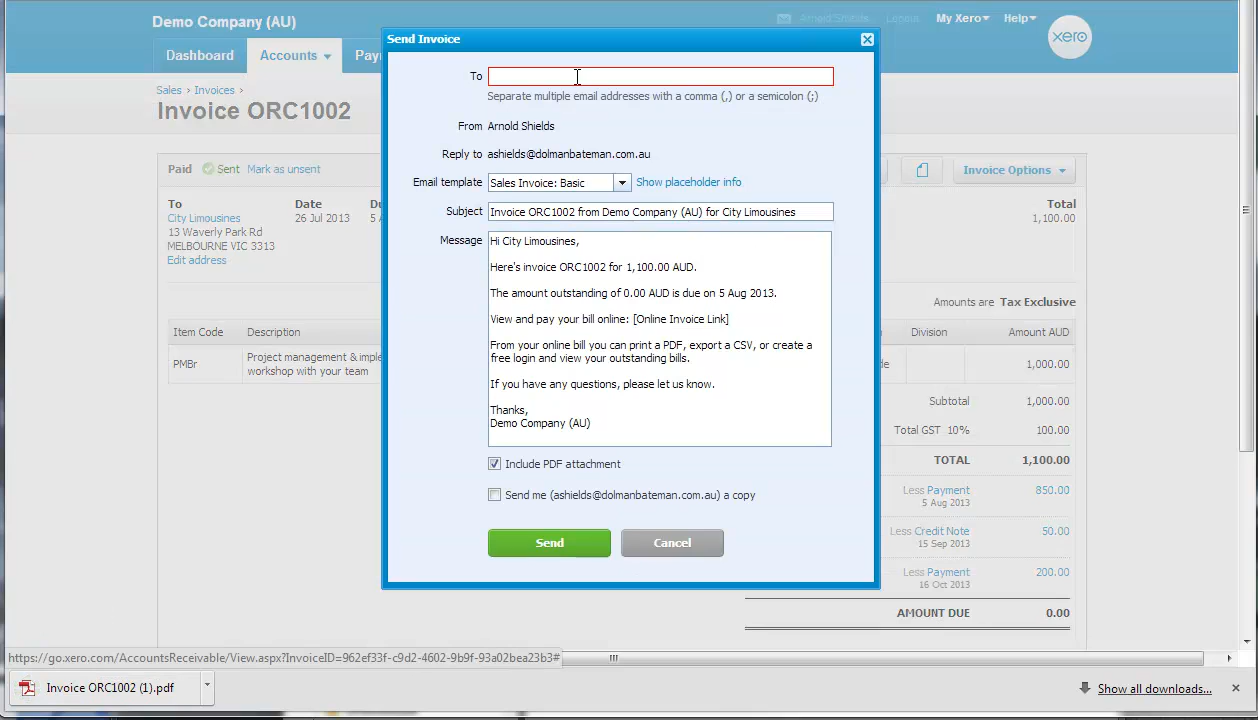 Demo Company (AU)
Arnold Shields
Logout
My Xero
Help
xero
Dashboard
Accounts
Pay
Sales › Invoices ›
Invoice ORC1002
Paid
Sent
Mark as unsent
Invoice Options
To
City Limousines
13 Waverly Park Rd
MELBOURNE VIC 3313
Edit address
Date
26 Jul 2013
5 A
Total
1,100.00
Amounts are Tax Exclusive
Item Code
Description
Division
Amount AUD
PMBr
Project management & imple
workshop with your team
de
1,000.00
Subtotal 1,000.00
Total GST 10% 100.00
TOTAL 1,100.00
Less Payment 850.00
5 Aug 2013
Less Credit Note 50.00
15 Sep 2013
Less Payment 200.00
16 Oct 2013
AMOUNT DUE 0.00
Send Invoice
To
Separate multiple email addresses with a comma (,) or a semicolon (;)
From Arnold Shields
Reply to ashields@dolmanbateman.com.au
Email template Sales Invoice: Basic Show placeholder info
Subject Invoice ORC1002 from Demo Company (AU) for City Limousines
Message Hi City Limousines,
Here's invoice ORC1002 for 1,100.00 AUD.
The amount outstanding of 0.00 AUD is due on 5 Aug 2013.
View and pay your bill online: [Online Invoice Link]
From your online bill you can print a PDF, export a CSV, or create a
free login and view your outstanding bills.
If you have any questions, please let us know.
Thanks,
Demo Company (AU)
Include PDF attachment
Send me (ashields@dolmanbateman.com.au) a copy
Send
Cancel
https://go.xero.com/AccountsReceivable/View.aspx?InvoiceID=962ef33f-c9d2-4602-9b9f-93a02bea23b3#
Invoice ORC1002 (1).pdf
Show all downloads...